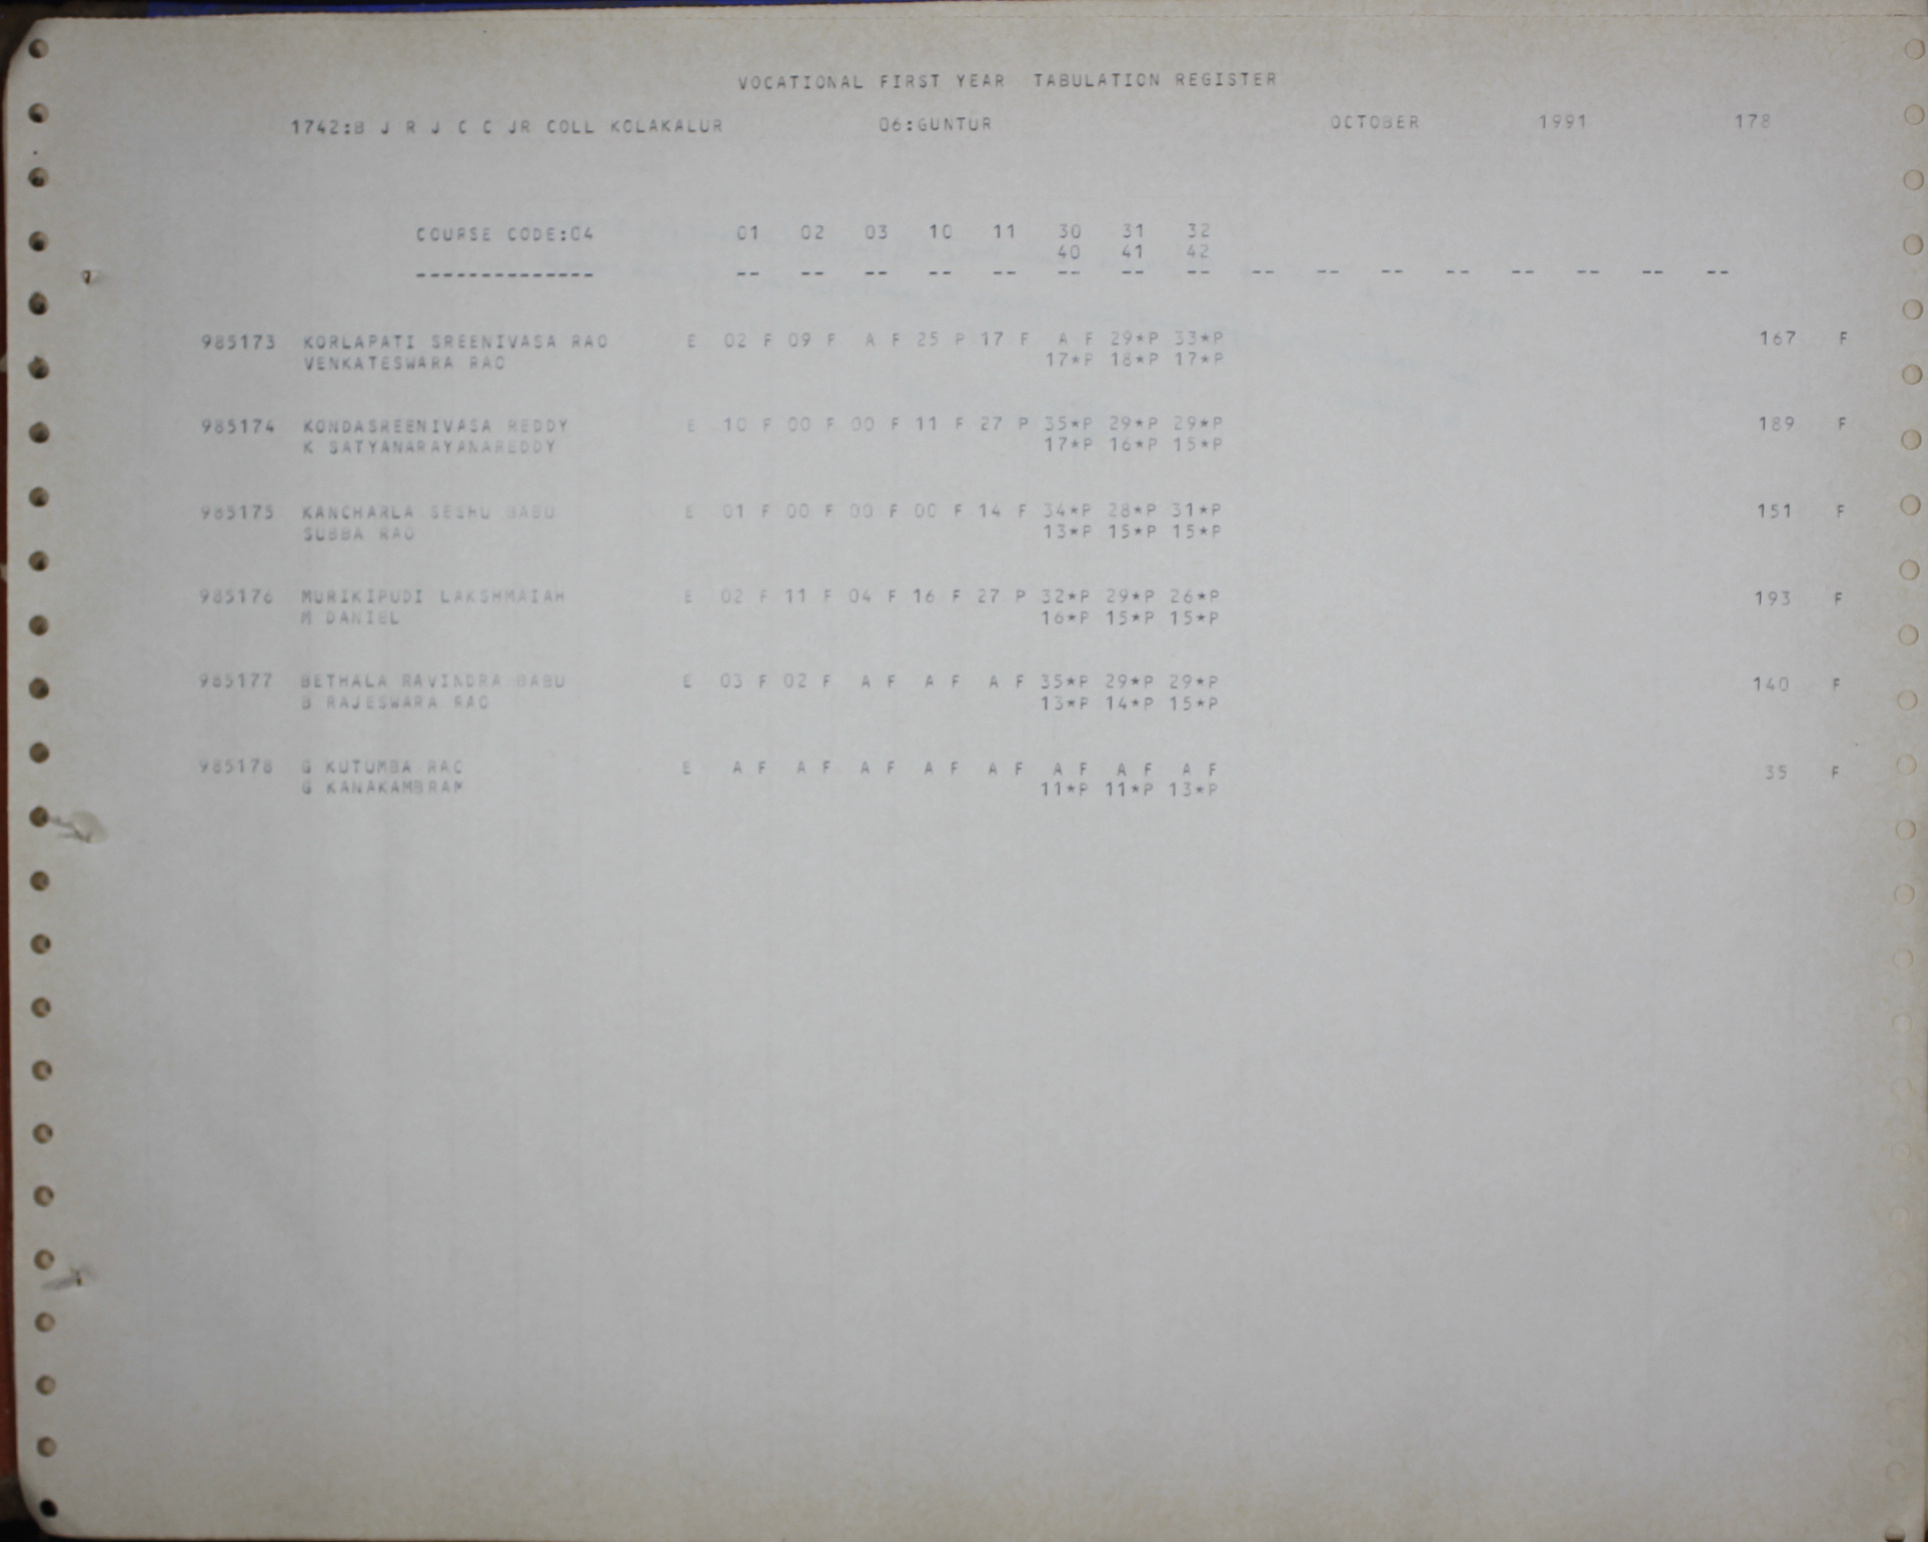 VOCATIONAL FIRST YEAR TABULATION REGISTER
1742:B J R J C C JR COLL KOLAKALUR 06:GUNTUR OCTOBER 1991 178
COURSE CODE:04 01 02 03 10 11 30 31 32
40 41 42
-------------- -- -- -- -- -- -- -- -- -- -- -- -- -- -- -- --
985173 KORLAPATI SREENIVASA RAO E 02 F 09 F A F 25 P 17 F A F 29*P 33*P 167 F
VENKATESWARA RAO 17*P 18*P 17*P
985174 KONDASREENIVASA REDDY E 10 F 00 F 00 F 11 F 27 P 35*P 29*P 29*P 189 F
K SATYANARAYANAREDDY 17*P 16*P 15*P
985175 KANCHARLA SESHU BABU E 01 F 00 F 00 F 00 F 14 F 34*P 28*P 31*P 151 F
SUBBA RAO 13*P 15*P 15*P
985176 MURIKIPUDI LAKSHMAIAH E 02 F 11 F 04 F 16 F 27 P 32*P 29*P 26*P 193 F
M DANIEL 16*P 15*P 15*P
985177 BETHALA RAVINDRA BABU E 03 F 02 F A F A F A F 35*P 29*P 29*P 140 F
B RAJESWARA RAO 13*P 14*P 15*P
985178 G KUTUMBA RAO E A F A F A F A F A F A F A F A F 35 F
G KANAKAMBRAM 11*P 11*P 13*P